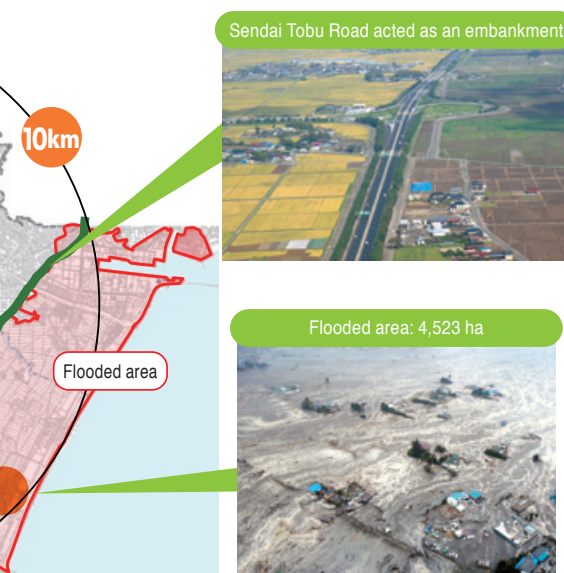 Sendai Tobu Road acted as an embankment
10km
Flooded area: 4,523 ha
Flooded area